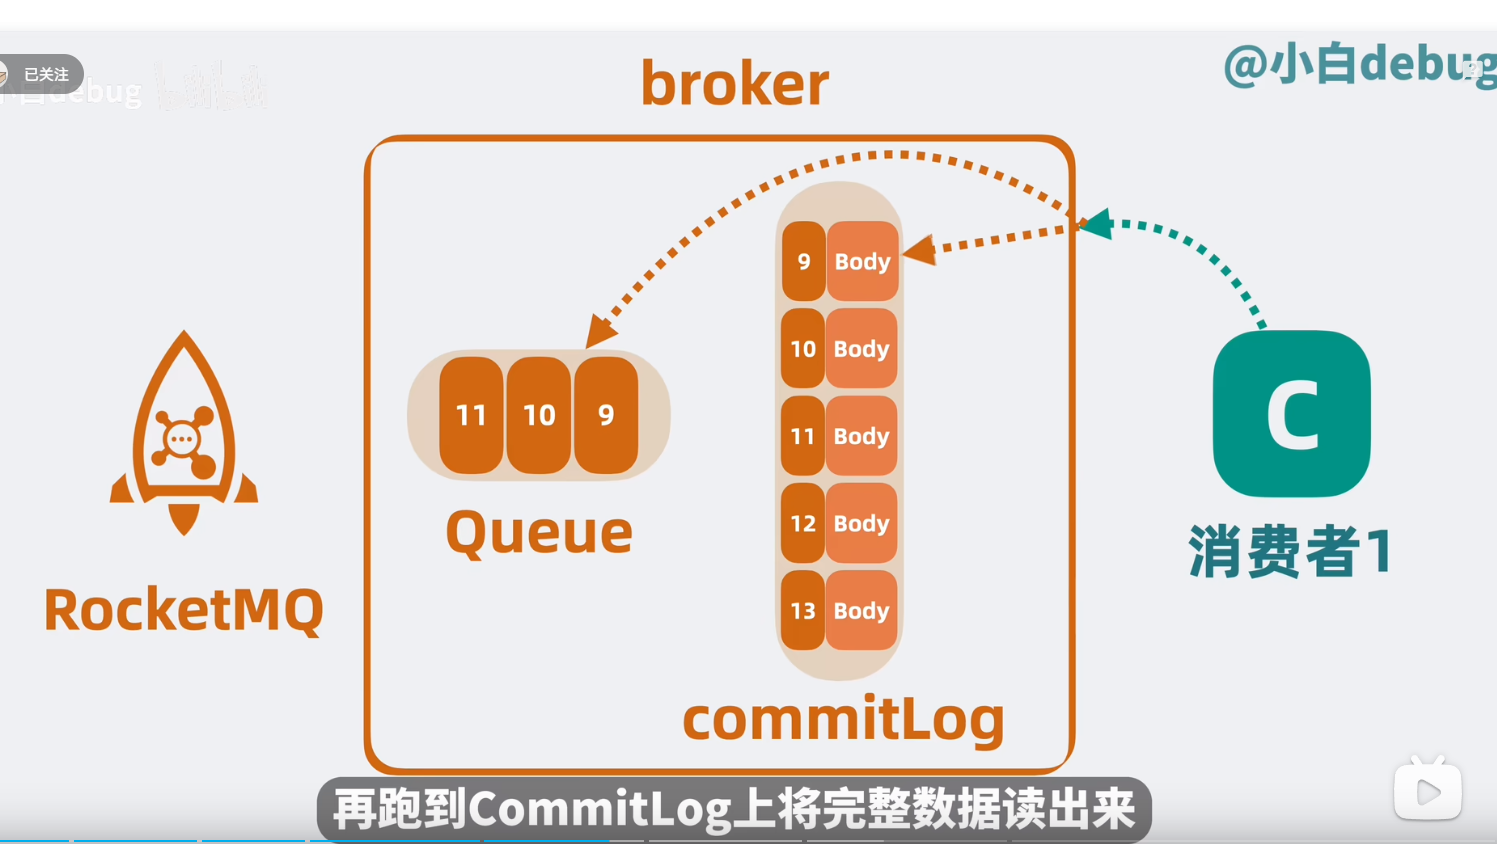 已关注
小白debug
@小白debug
broker
9 Body
10 Body
11 Body
12 Body
13 Body
11 10 9
Queue
C
消费者1
RocketMQ
commitLog
再跑到CommitLog上将完整数据读出来